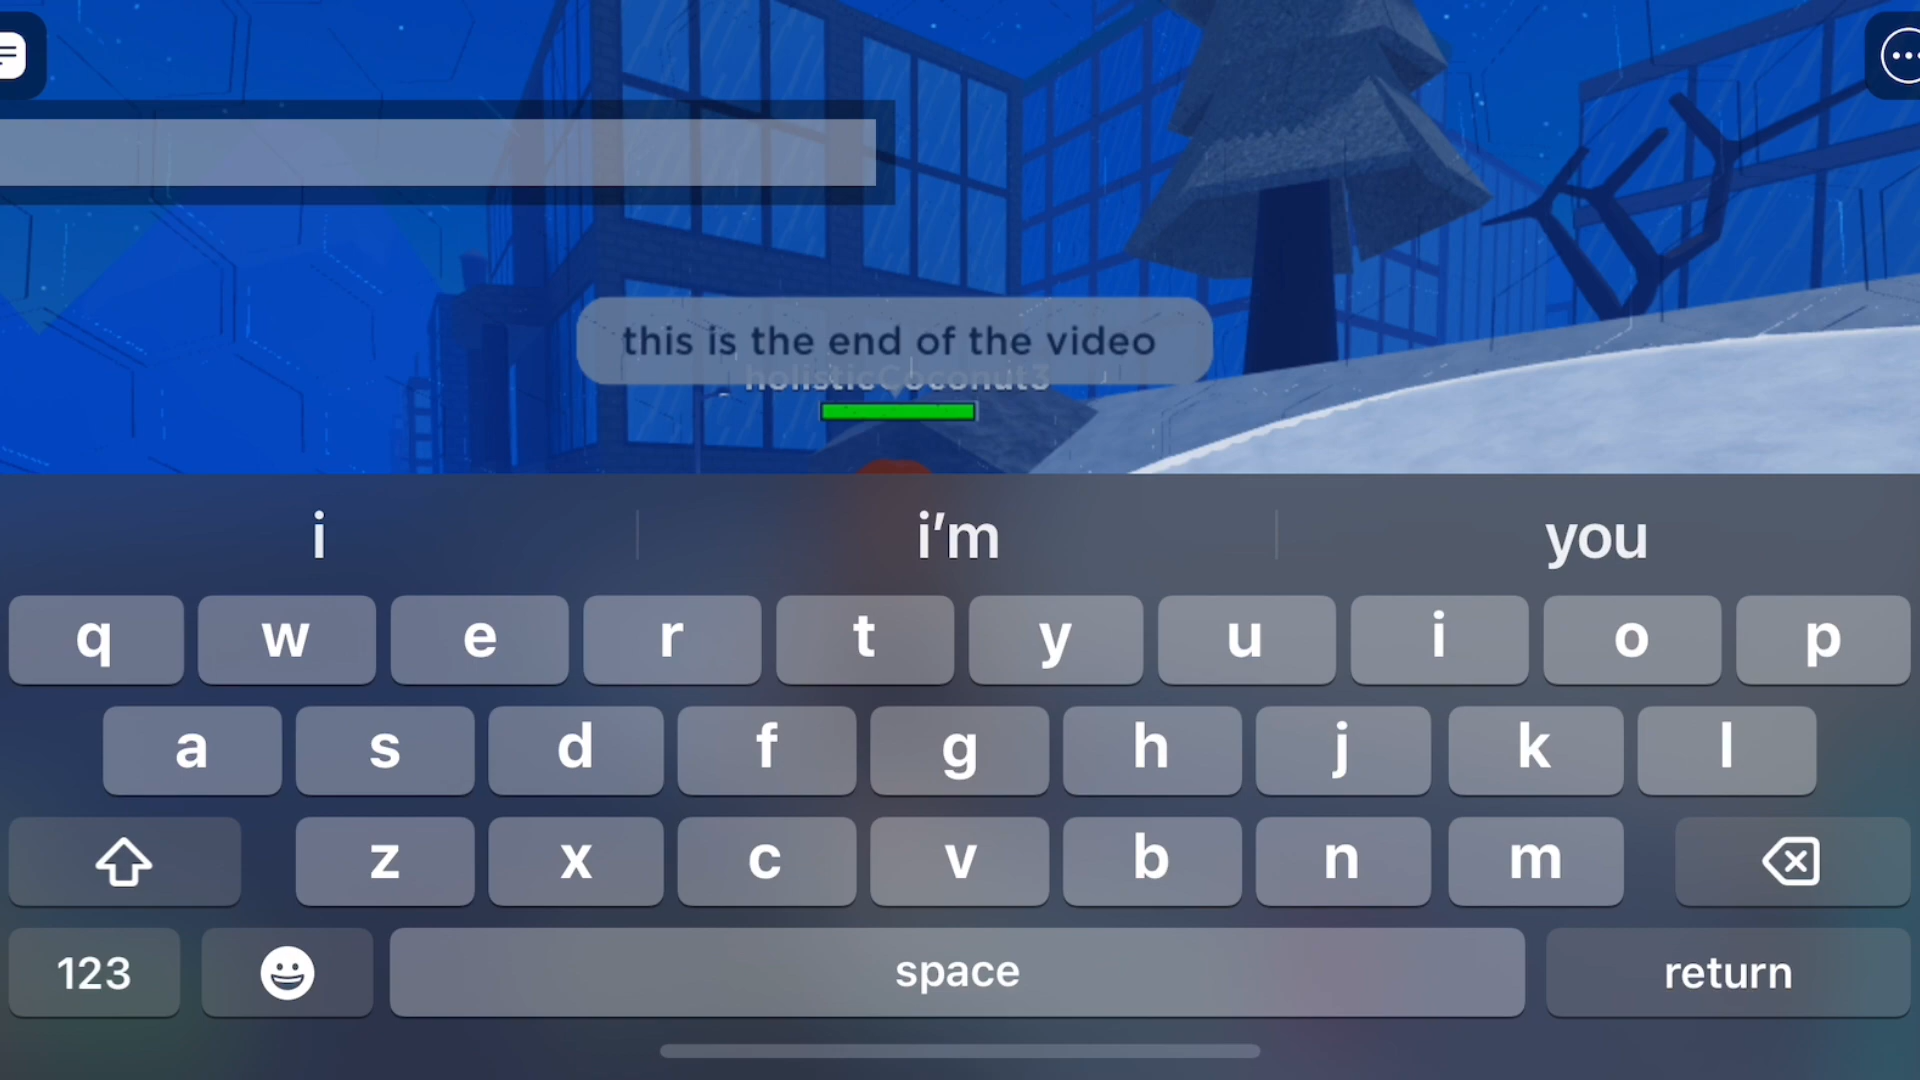 this is the end of the video
holisticCoconut3
i
i'm
you
q w e r t y u i o p
a s d f g h j k l
z x c v b n m
123
space
return